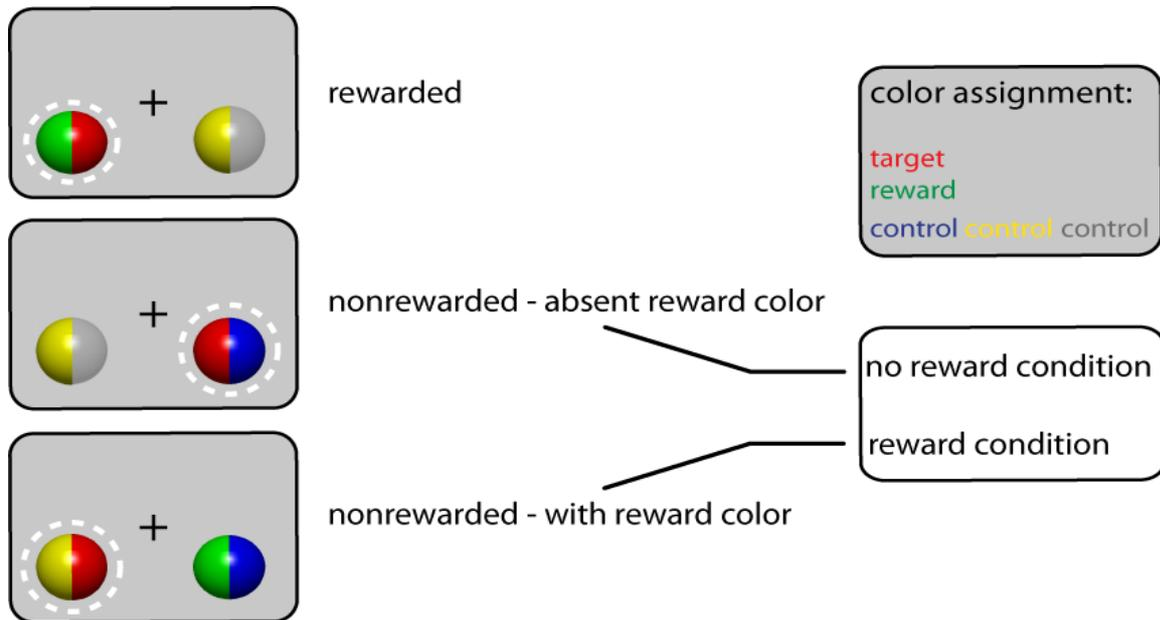 rewarded
color assignment:
target
reward
control control control
nonrewarded - absent reward color
no reward condition
reward condition
nonrewarded - with reward color